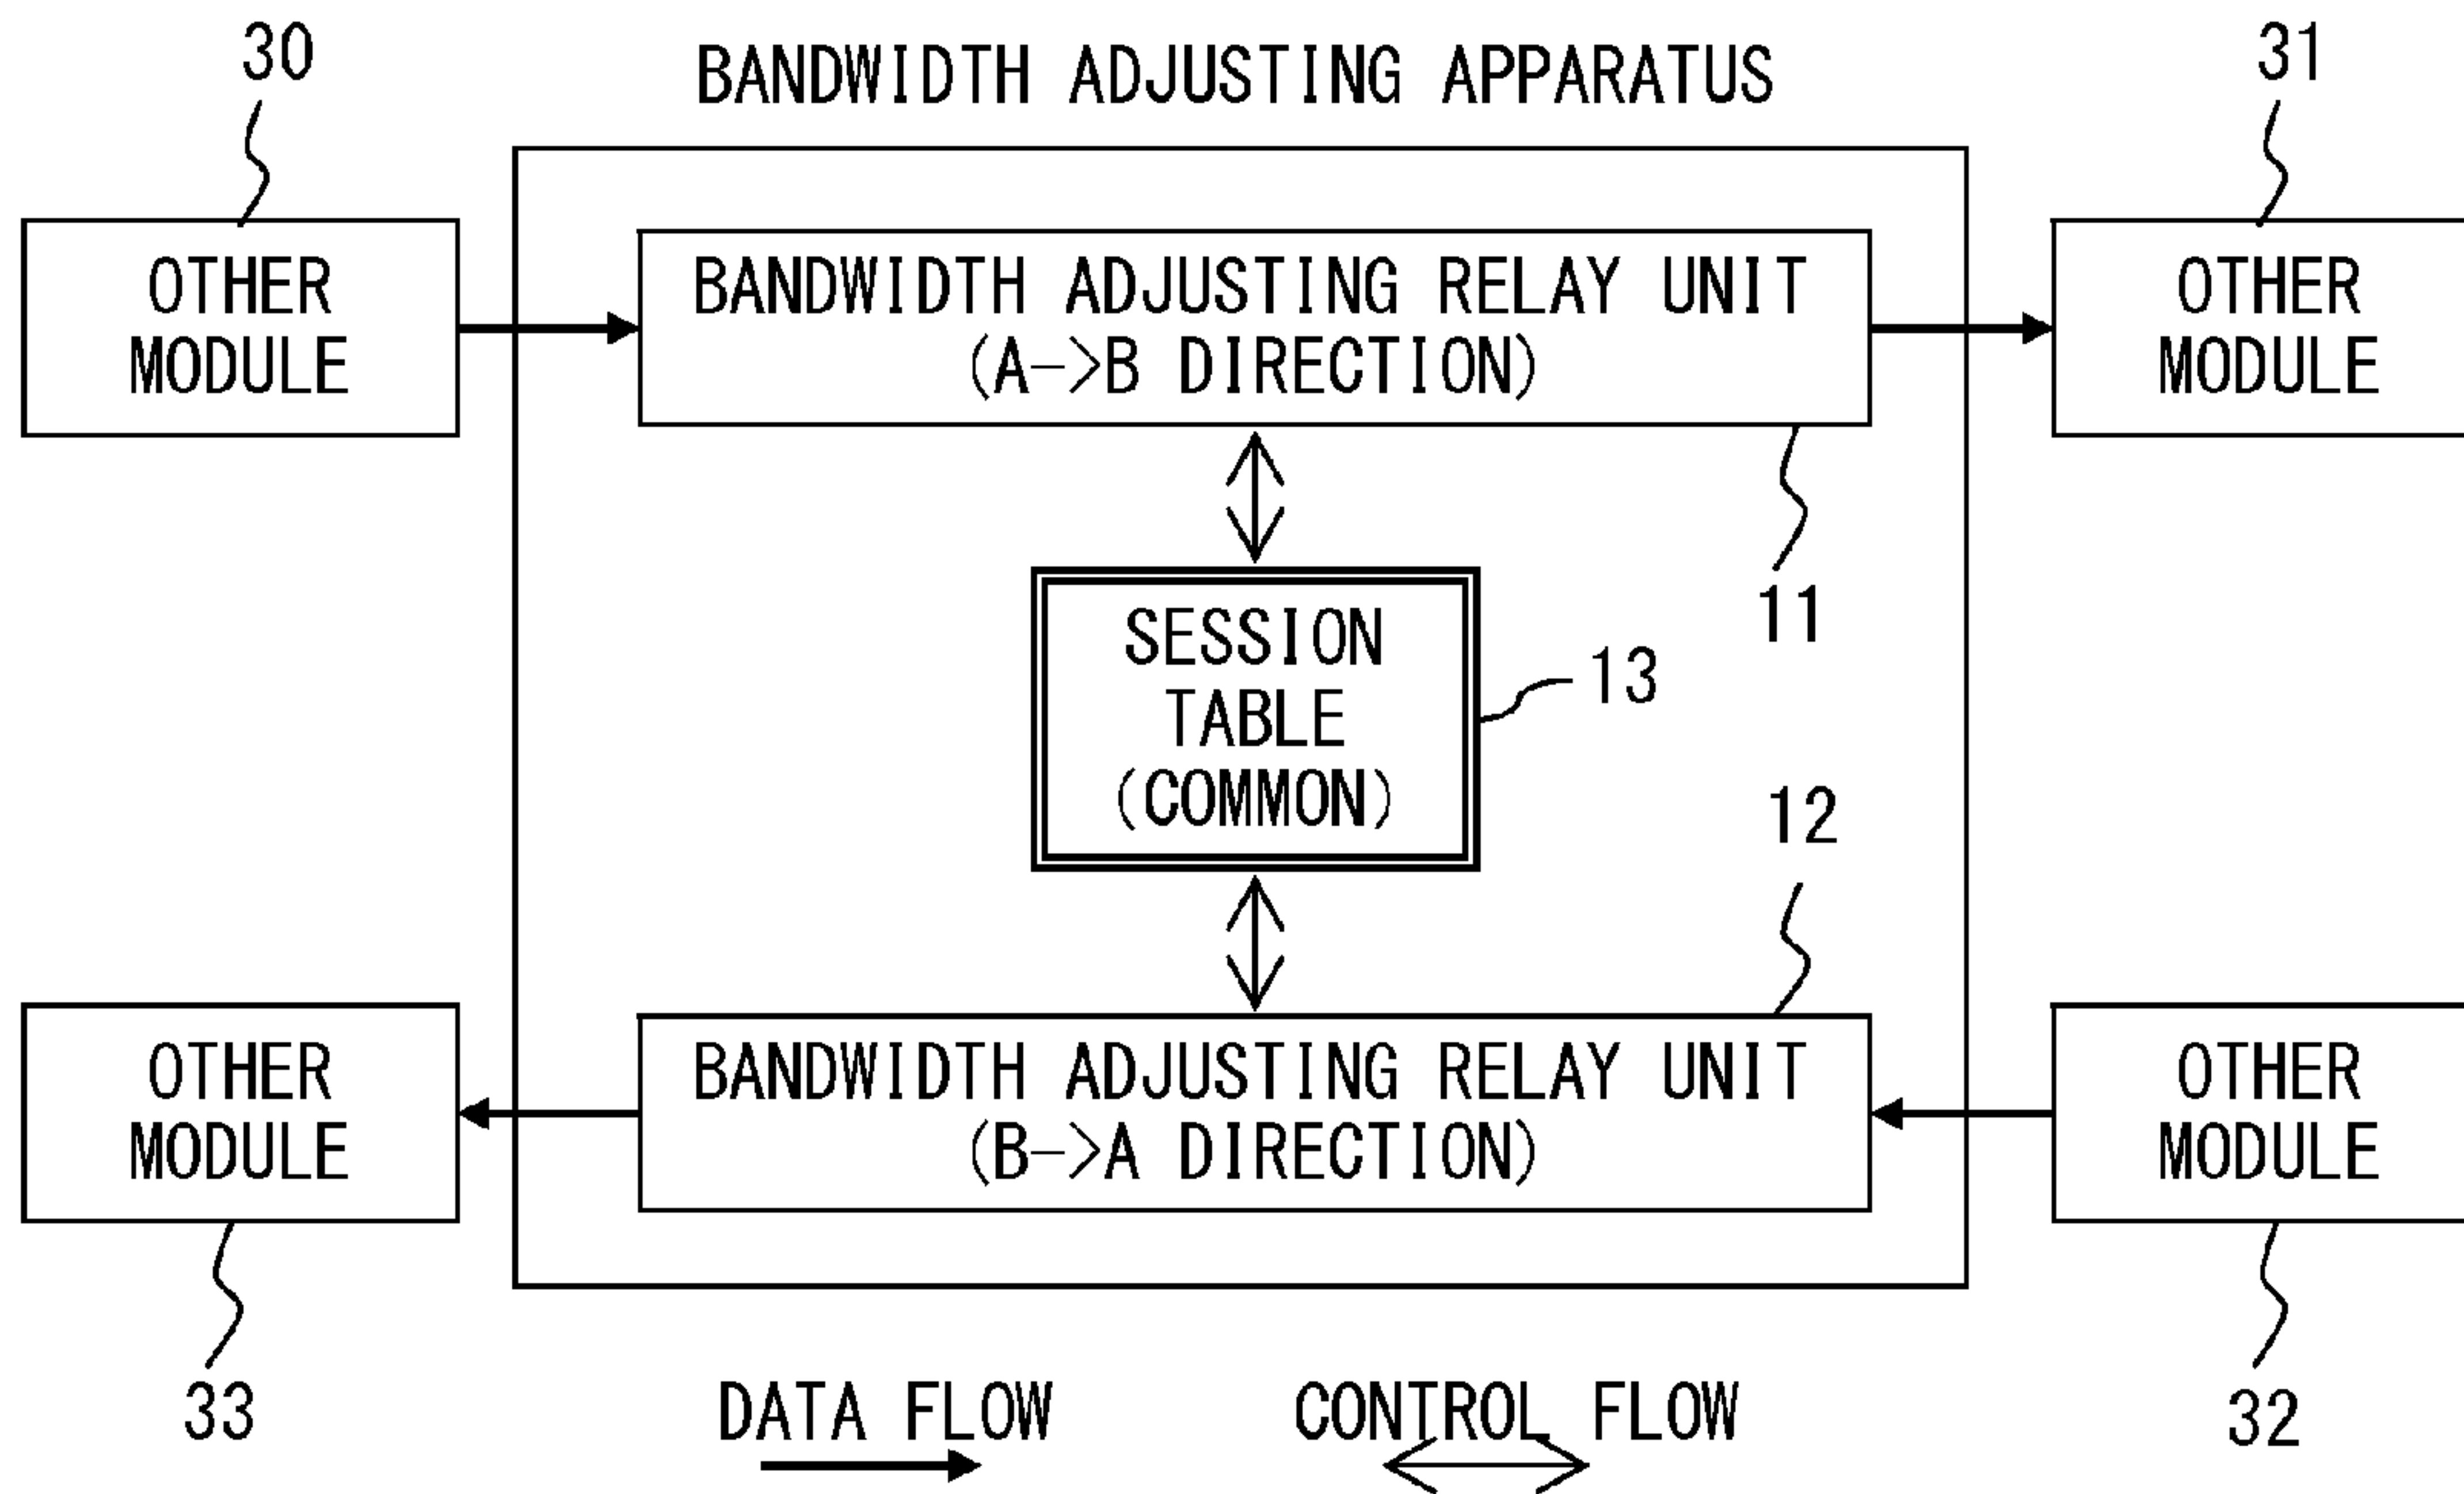 30
BANDWIDTH ADJUSTING APPARATUS
31
OTHER
MODULE
BANDWIDTH ADJUSTING RELAY UNIT
(A->B DIRECTION)
OTHER
MODULE
11
SESSION
TABLE
(COMMON)
13
12
OTHER
MODULE
BANDWIDTH ADJUSTING RELAY UNIT
(B->A DIRECTION)
OTHER
MODULE
33
DATA FLOW
CONTROL FLOW
32